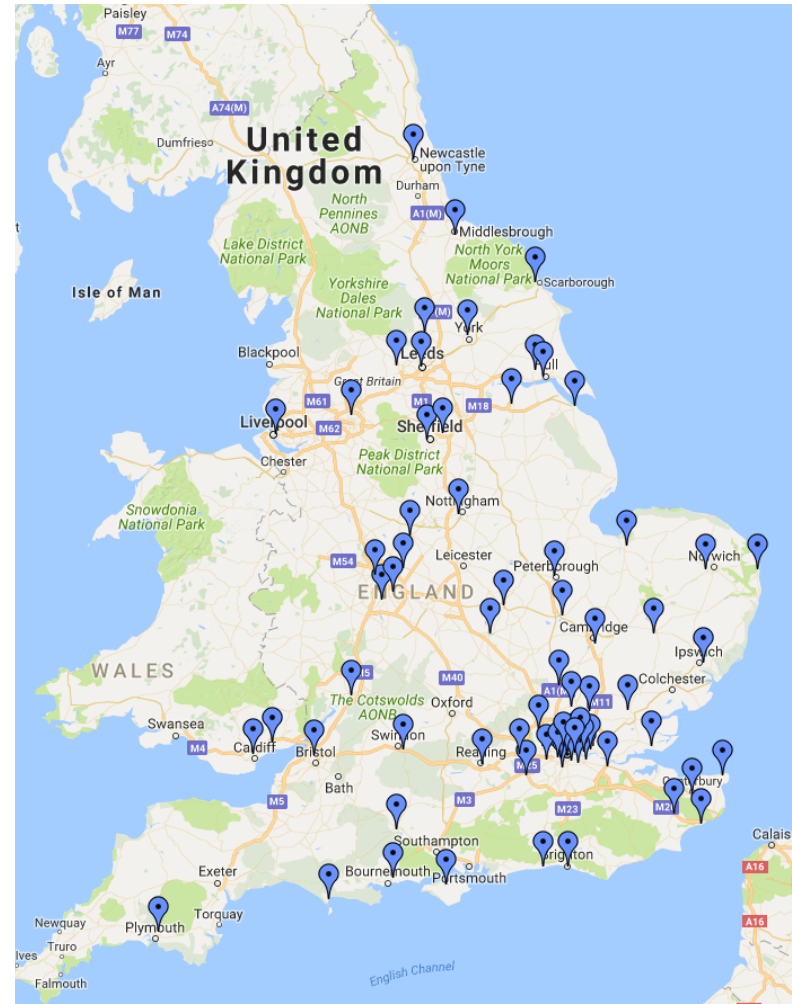 Paisley
M77
M74
Ayr
A74(M)
United
Kingdom
Dumfries
Newcastle
upon Tyne
Durham
North
Pennines
AONB
A1(M)
Middlesbrough
Lake District
National Park
North York
Moors
National Park
Scarborough
Isle of Man
Yorkshire
Dales
National Park
York
Blackpool
Leeds
Hull
Great Britain
M61
M1
M18
Liverpool
M62
Sheffield
Chester
Peak District
National Park
Snowdonia
National Park
Nottingham
Norwich
M54
Leicester
Peterborough
ENGLAND
Cambridge
Ipswich
WALES
M40
Colchester
The Cotswolds
AONB
Oxford
A1(M)
M11
Swansea
M4
Cardiff
Bristol
Swindon
Reading
M25
Bath
Canterbury
M5
M3
M23
M20
Southampton
Brighton
Calais
Exeter
Bournemouth
Portsmouth
A16
Torquay
Newquay
Plymouth
A16
Truro
Falmouth
English Channel